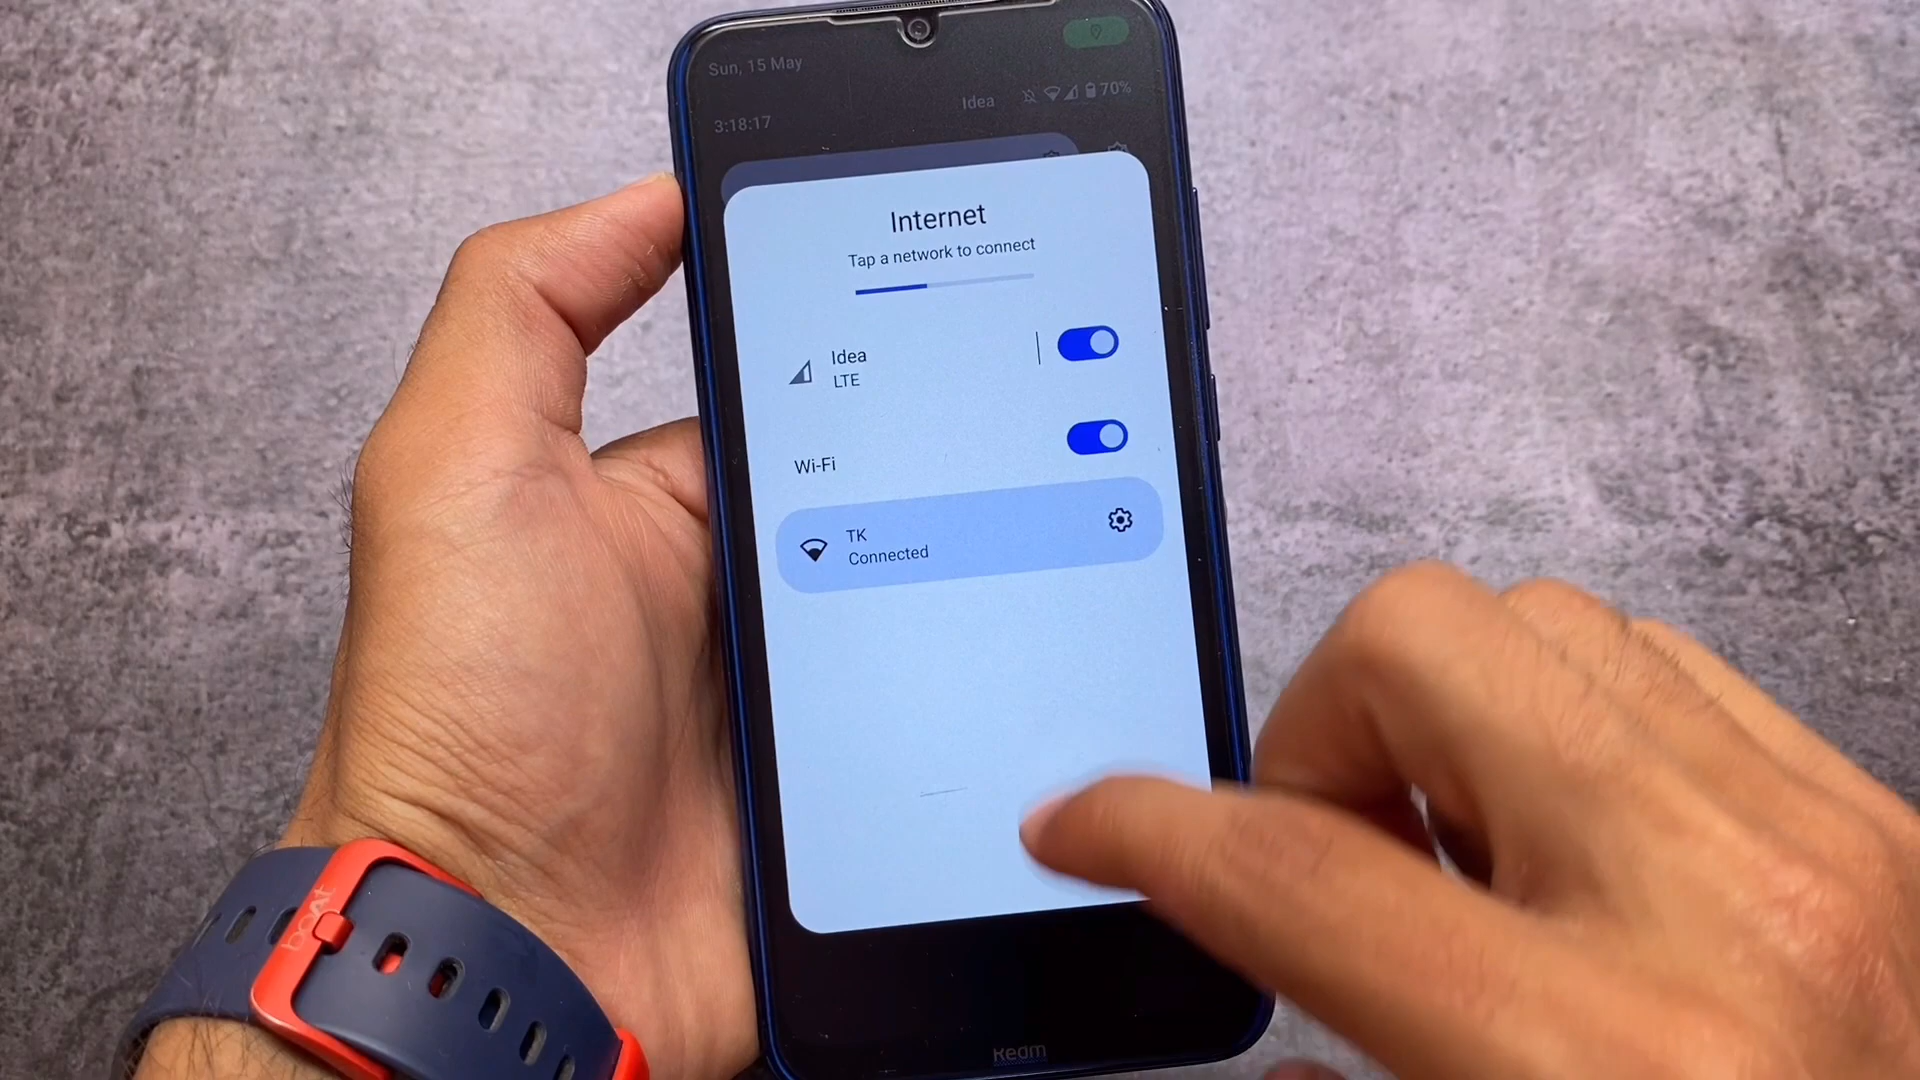 Sun, 15 May
Idea
70%
3:18:17
Internet
Tap a network to connect
Idea
LTE
Wi-Fi
TK
Connected
boAt
Redm